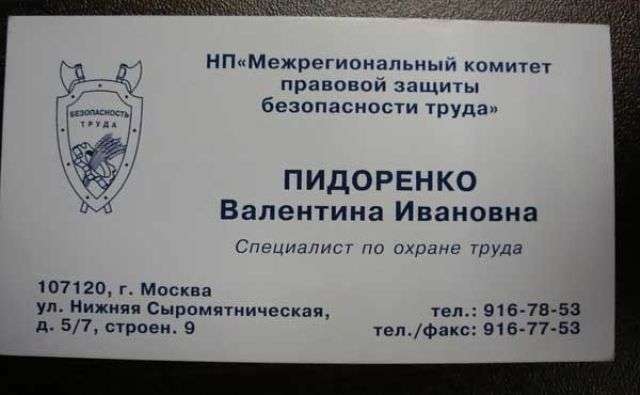 БЕЗОПАСНОСТЬ
ТРУДА
НП«Межрегиональный комитет
правовой защиты
безопасности труда»
ПИДОРЕНКО
Валентина Ивановна
Специалист по охране труда
107120, г. Москва
ул. Нижняя Сыромятническая,
д. 5/7, строен. 9
тел.: 916-78-53
тел./факс: 916-77-53